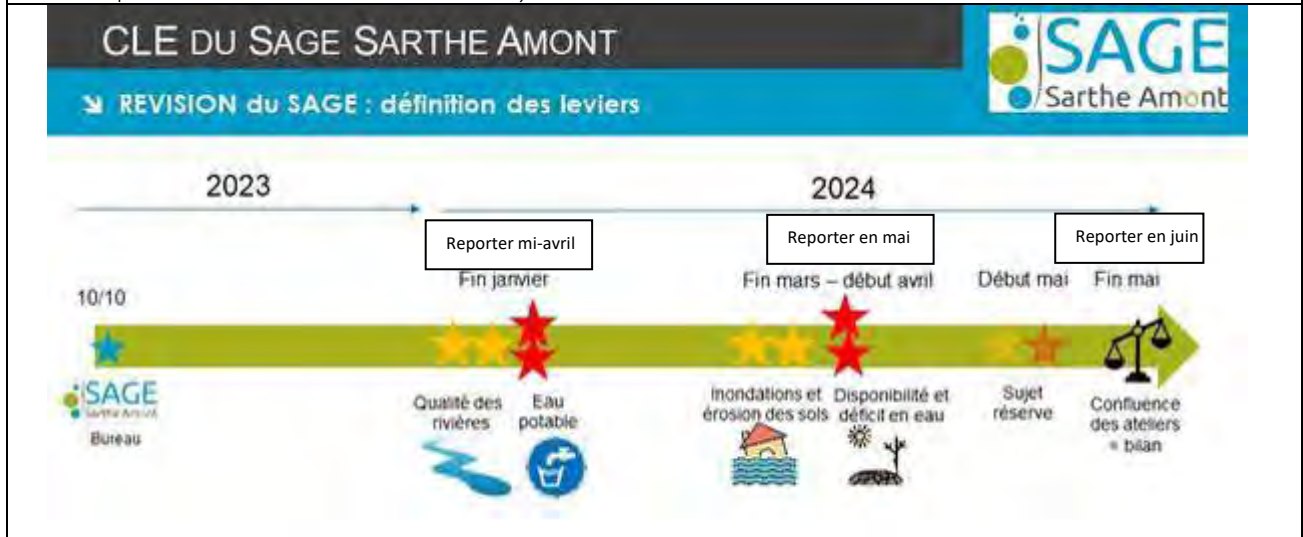 CLE DU SAGE SARTHE AMONT
SAGE
Sarthe Amont
REVISION du SAGE : définition des leviers
2023
2024
Reporter mi-avril
Reporter en mai
Reporter en juin
10/10
Fin janvier
Fin mars – début avril
Début mai
Fin mai
SAGE
Sarthe Amont
Bureau
Qualité des
rivières
Eau
potable
Inondations et
érosion des sols
Disponibilité et
déficit en eau
Sujet
réserve
Confluence
des ateliers
= bilan